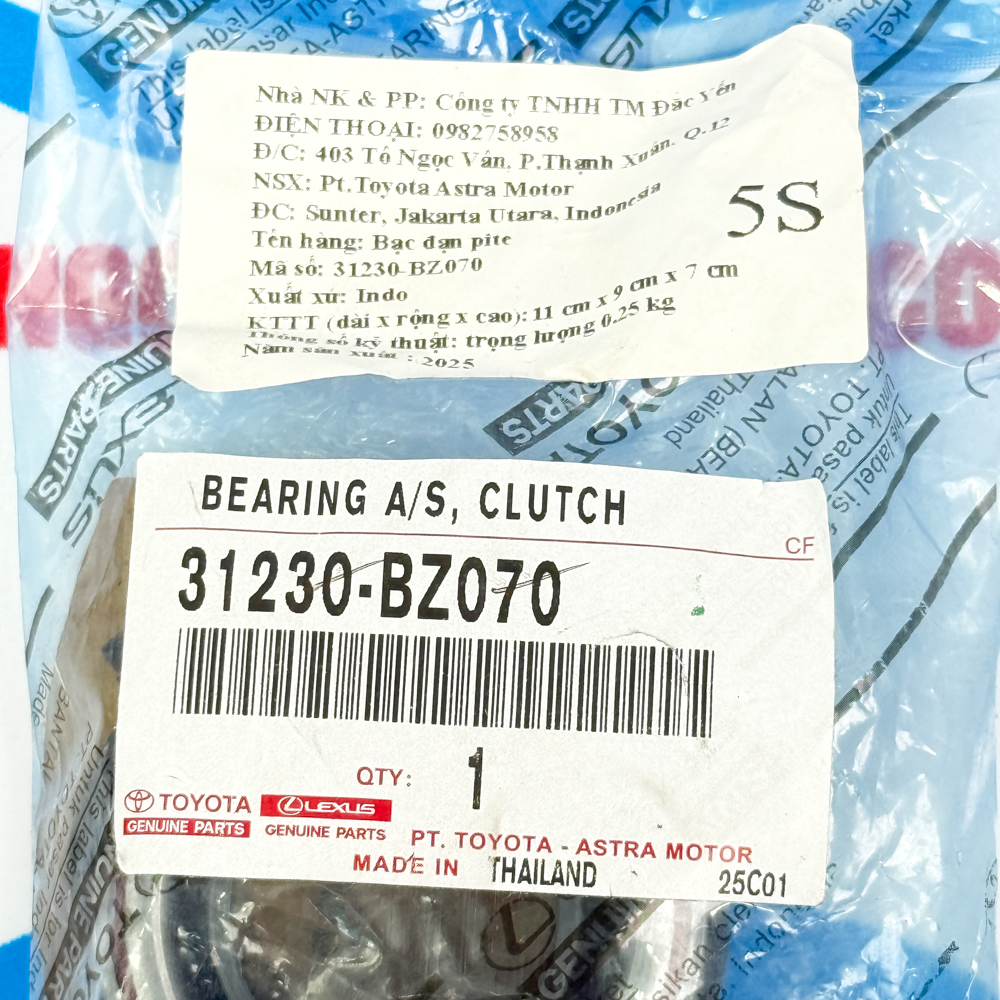 Nhà NK & PP: Công ty TNHH TM Đắc Yến
ĐIỆN THOẠI: 0982758958
Đ/C: 403 Tô Ngọc Vân, P.Thạnh Xuân, Q.12
NSX: Pt.Toyota Astra Motor
ĐC: Sunter, Jakarta Utara, Indonesia
Tên hàng: Bạc đạn pite
Mã số: 31230-BZ070
Xuất xứ: Indo
KTTT (dài x rộng x cao): 11 cm x 9 cm x 7 cm
Thông số kỹ thuật: trọng lượng 0.25 kg
Năm sản xuất : 2025
5S
BEARING A/S, CLUTCH
CF
31230-BZ070
QTY: 1
TOYOTA
GENUINE PARTS
LEXUS
GENUINE PARTS
PT. TOYOTA - ASTRA MOTOR
MADE IN THAILAND
25C01